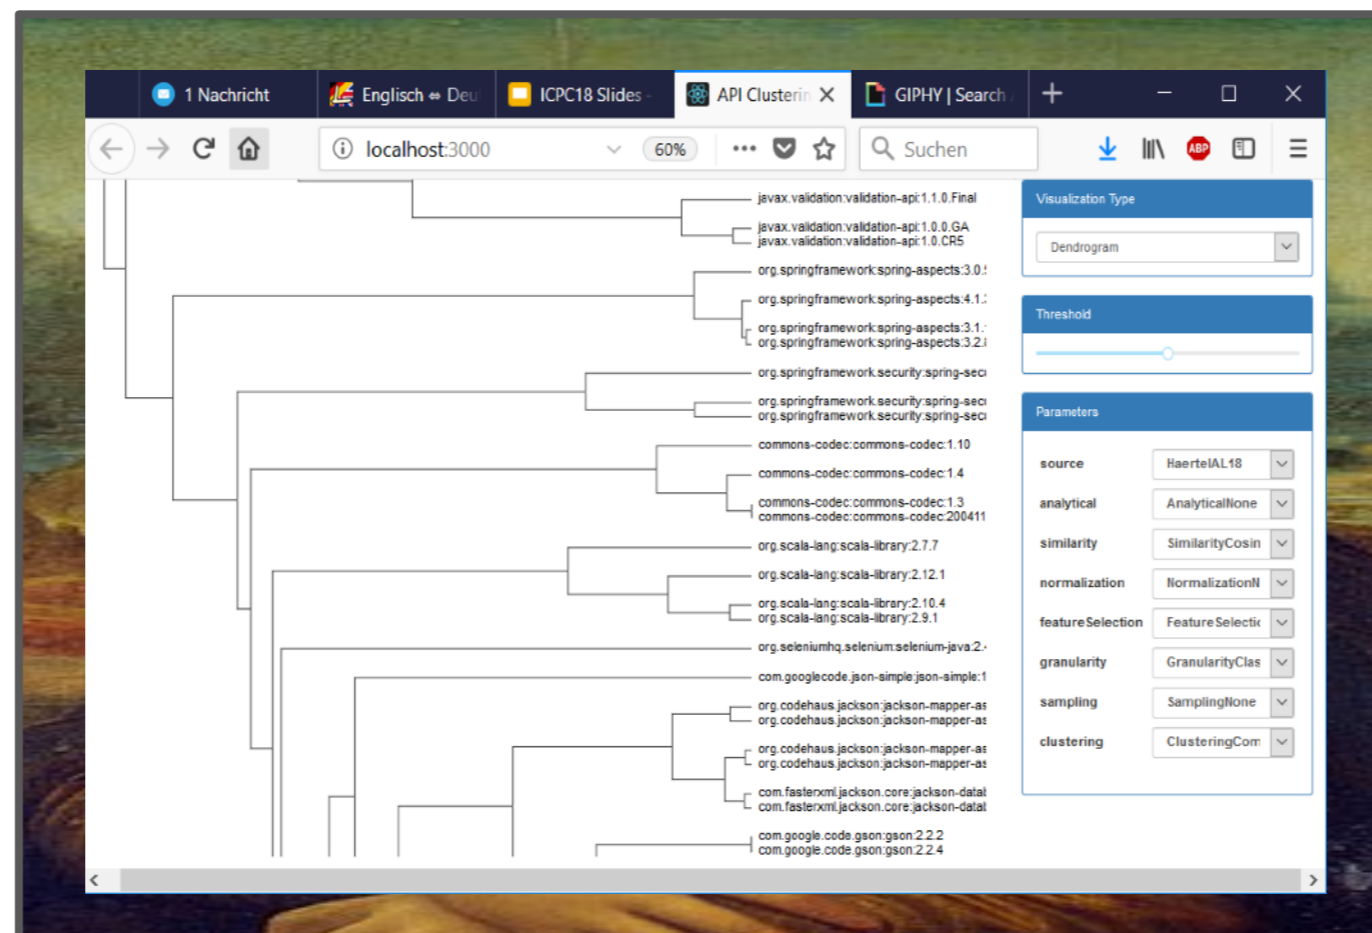 1 Nachricht
Englisch ⇔ Deu
ICPC18 Slides -
API Clusterin
GIPHY | Search
localhost:3000
60%
Suchen
ABP
javax.validation:validation-api:1.1.0.Final
javax.validation:validation-api:1.0.0.GA
javax.validation:validation-api:1.0.CR5
org.springframework:spring-aspects:3.0.
org.springframework:spring-aspects:4.1.
org.springframework:spring-aspects:3.1.
org.springframework:spring-aspects:3.2.
org.springframework.security:spring-sec
org.springframework.security:spring-sec
org.springframework.security:spring-sec
commons-codec:commons-codec:1.10
commons-codec:commons-codec:1.4
commons-codec:commons-codec:1.3
commons-codec:commons-codec:200411
org.scala-lang:scala-library:2.7.7
org.scala-lang:scala-library:2.12.1
org.scala-lang:scala-library:2.10.4
org.scala-lang:scala-library:2.9.1
org.seleniumhq.selenium:selenium-java:2.
com.googlecode.json-simple:json-simple:1
org.codehaus.jackson:jackson-mapper-as
org.codehaus.jackson:jackson-mapper-as
org.codehaus.jackson:jackson-mapper-as
org.codehaus.jackson:jackson-mapper-as
com.fasterxml.jackson.core:jackson-datab
com.fasterxml.jackson.core:jackson-datab
com.google.code.gson:gson:2.2.2
com.google.code.gson:gson:2.2.4
Visualization Type
Dendrogram
Threshold
Parameters
source HaertelAL18
analytical AnalyticalNone
similarity SimilarityCosin
normalization NormalizationN
featureSelection FeatureSelectic
granularity GranularityClas
sampling SamplingNone
clustering ClusteringCom